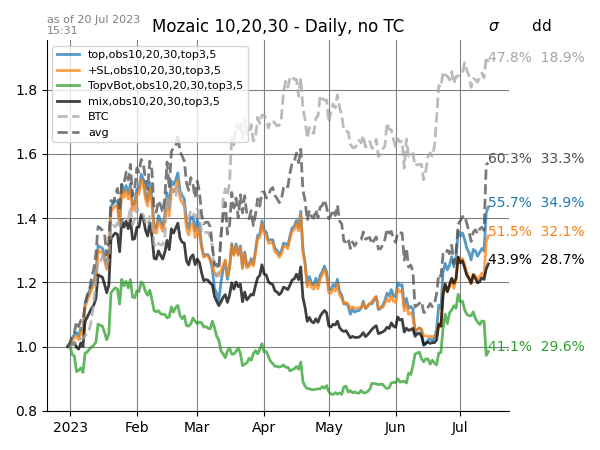 as of 20 Jul 2023
15:31
Mozaic 10,20,30 - Daily, no TC
σ dd
top,obs10,20,30,top3,5
+SL,obs10,20,30,top3,5
TopvBot,obs10,20,30,top3,5
mix,obs10,20,30,top3,5
BTC
avg
47.8% 18.9%
60.3% 33.3%
55.7% 34.9%
51.5% 32.1%
43.9% 28.7%
41.1% 29.6%
1.8
1.6
1.4
1.2
1.0
0.8
2023 Feb Mar Apr May Jun Jul